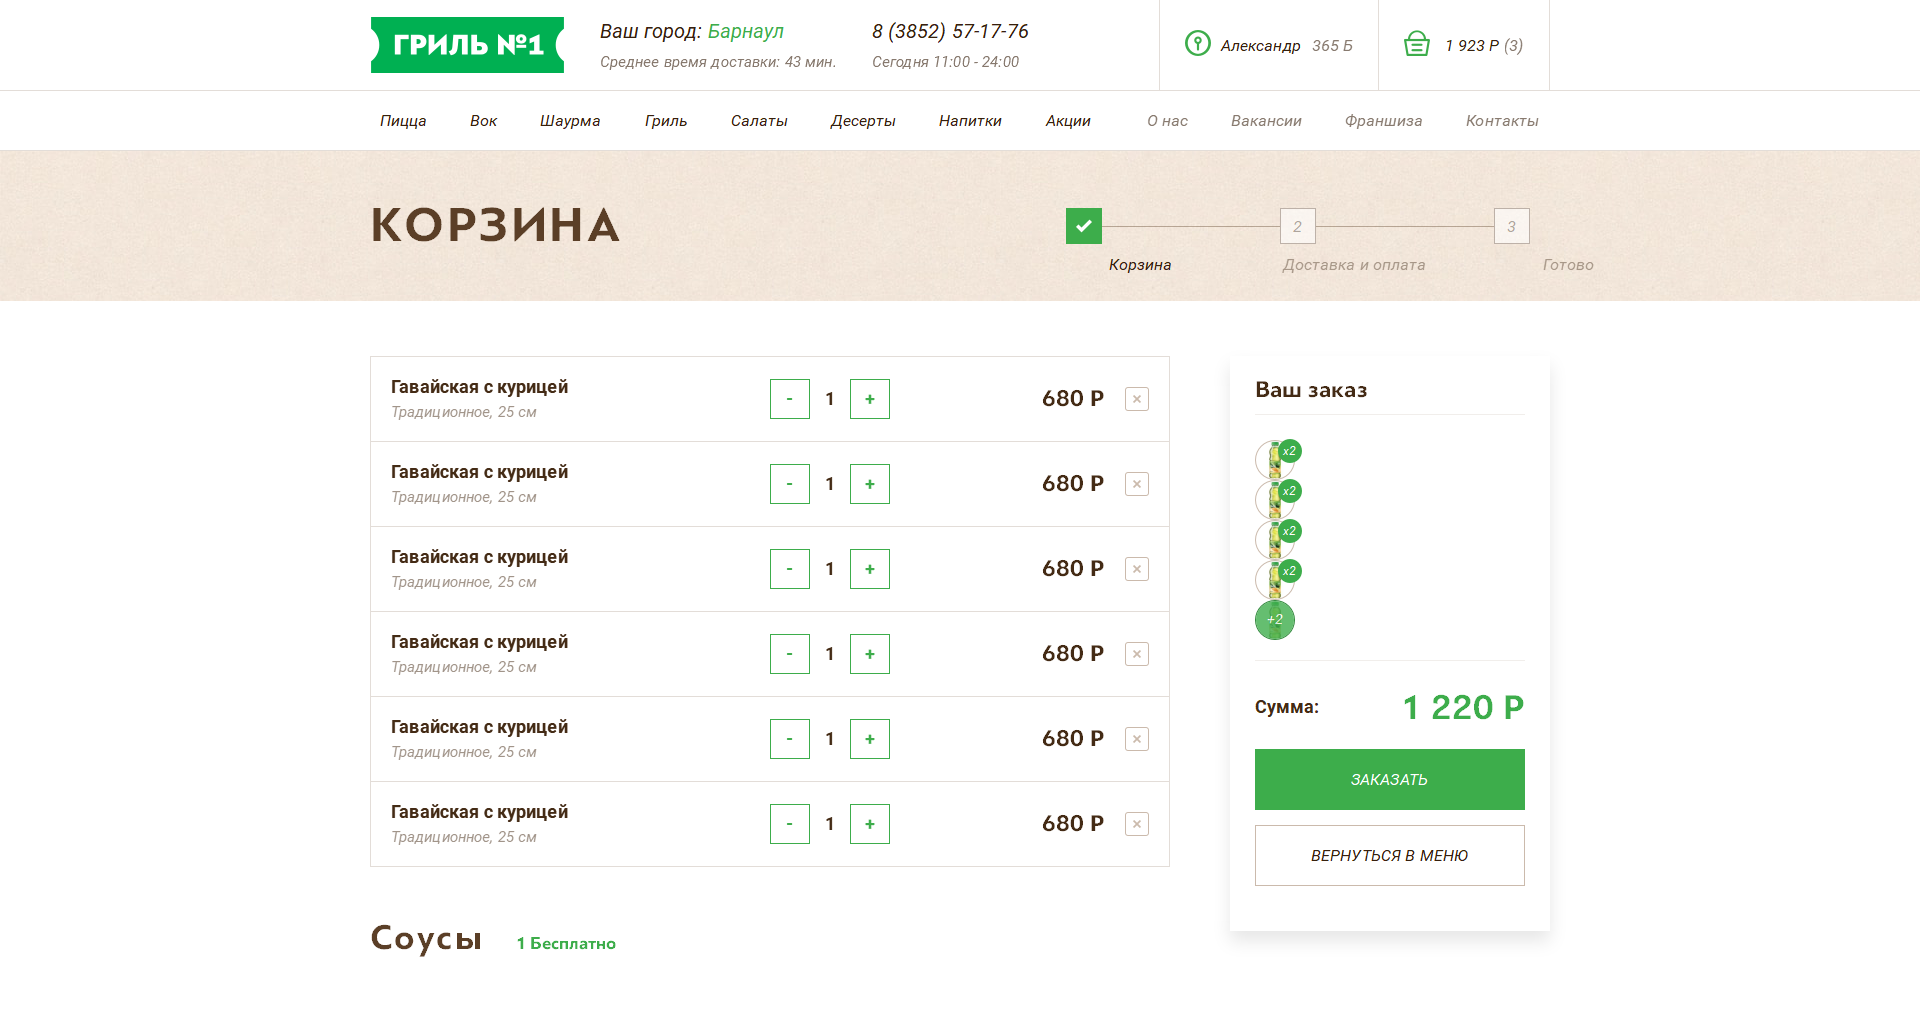 ГРИЛЬ №1
Ваш город: Барнаул
Среднее время доставки: 43 мин.
8 (3852) 57-17-76
Сегодня 11:00 - 24:00
Александр 365 Б
1 923 Р (3)
Пицца Вок Шаурма Гриль Салаты Десерты Напитки Акции О нас Вакансии Франшиза Контакты
КОРЗИНА
2 3
Корзина Доставка и оплата Готово
Гавайская с курицей
Традиционное, 25 см
- 1 + 680 Р ×
Гавайская с курицей
Традиционное, 25 см
- 1 + 680 Р ×
Гавайская с курицей
Традиционное, 25 см
- 1 + 680 Р ×
Гавайская с курицей
Традиционное, 25 см
- 1 + 680 Р ×
Гавайская с курицей
Традиционное, 25 см
- 1 + 680 Р ×
Гавайская с курицей
Традиционное, 25 см
- 1 + 680 Р ×
Соусы 1 Бесплатно
Ваш заказ
x2
x2
x2
x2
+2
Сумма: 1 220 Р
ЗАКАЗАТЬ
ВЕРНУТЬСЯ В МЕНЮ